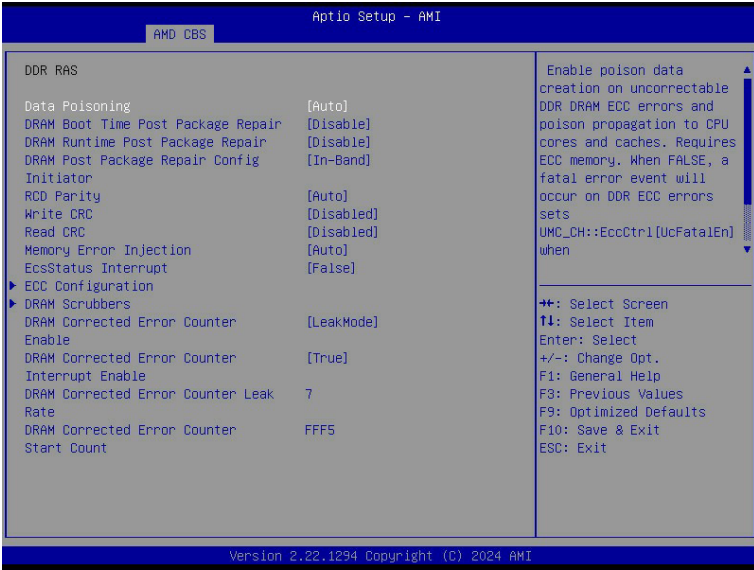 Aptio Setup – AMI
AMD CBS
DDR RAS
Data Poisoning [Auto]
DRAM Boot Time Post Package Repair [Disable]
DRAM Runtime Post Package Repair [Disable]
DRAM Post Package Repair Config [In-Band]
Initiator
RCD Parity [Auto]
Write CRC [Disabled]
Read CRC [Disabled]
Memory Error Injection [Auto]
EcsStatus Interrupt [False]
ECC Configuration
DRAM Scrubbers
DRAM Corrected Error Counter [LeakMode]
Enable
DRAM Corrected Error Counter [True]
Interrupt Enable
DRAM Corrected Error Counter Leak 7
Rate
DRAM Corrected Error Counter FFF5
Start Count
Enable poison data
creation on uncorrectable
DDR DRAM ECC errors and
poison propagation to CPU
cores and caches. Requires
ECC memory. When FALSE, a
fatal error event will
occur on DDR ECC errors
sets
UMC_CH::EccCtrl[UcFatalEn]
when
→←: Select Screen
↑↓: Select Item
Enter: Select
+/-: Change Opt.
F1: General Help
F3: Previous Values
F9: Optimized Defaults
F10: Save & Exit
ESC: Exit
Version 2.22.1294 Copyright (C) 2024 AMI